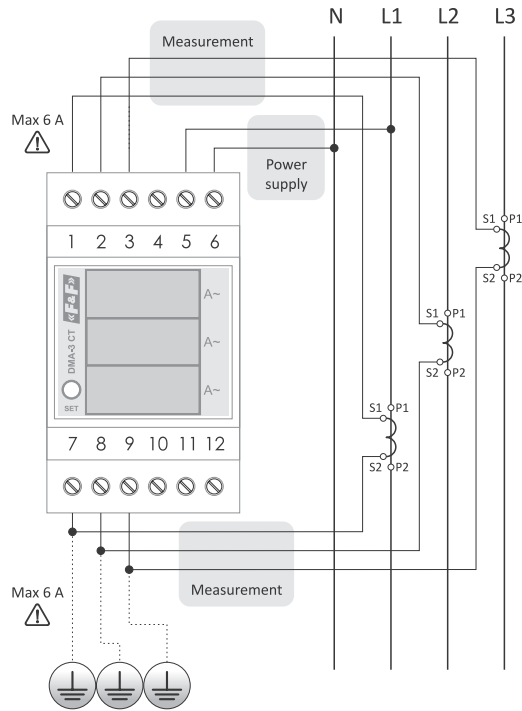 N L1 L2 L3
Measurement
Max 6 A
Power
supply
1 2 3 4 5 6
S1 P1
S2 P2
«F&F»
DMA-3 CT
SET
A~
A~
A~
S1 P1
S2 P2
S1 P1
S2 P2
7 8 9 10 11 12
Measurement
Max 6 A